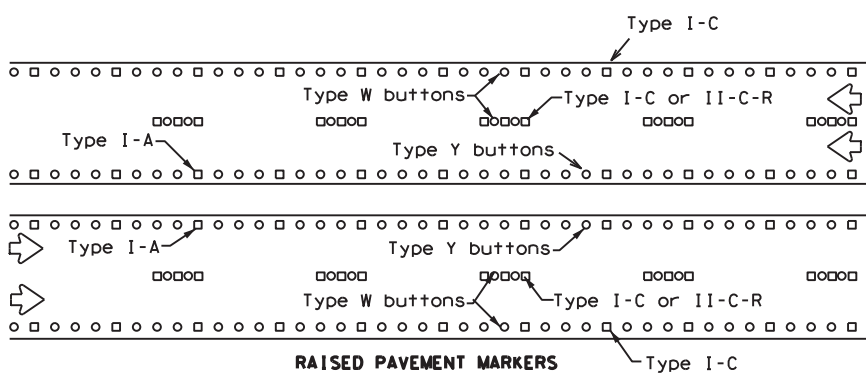 Type I-C
Type W buttons
Type I-C or II-C-R
Type I-A
Type Y buttons
Type I-A
Type Y buttons
Type W buttons
Type I-C or II-C-R
RAISED PAVEMENT MARKERS
Type I-C